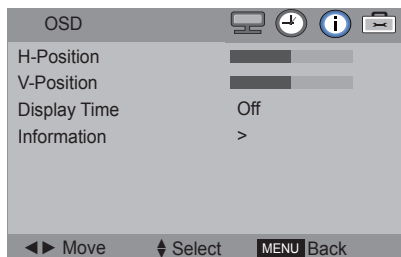 OSD
H-Position
V-Position
Display Time Off
Information >
◄► Move ▲▼ Select MENU Back